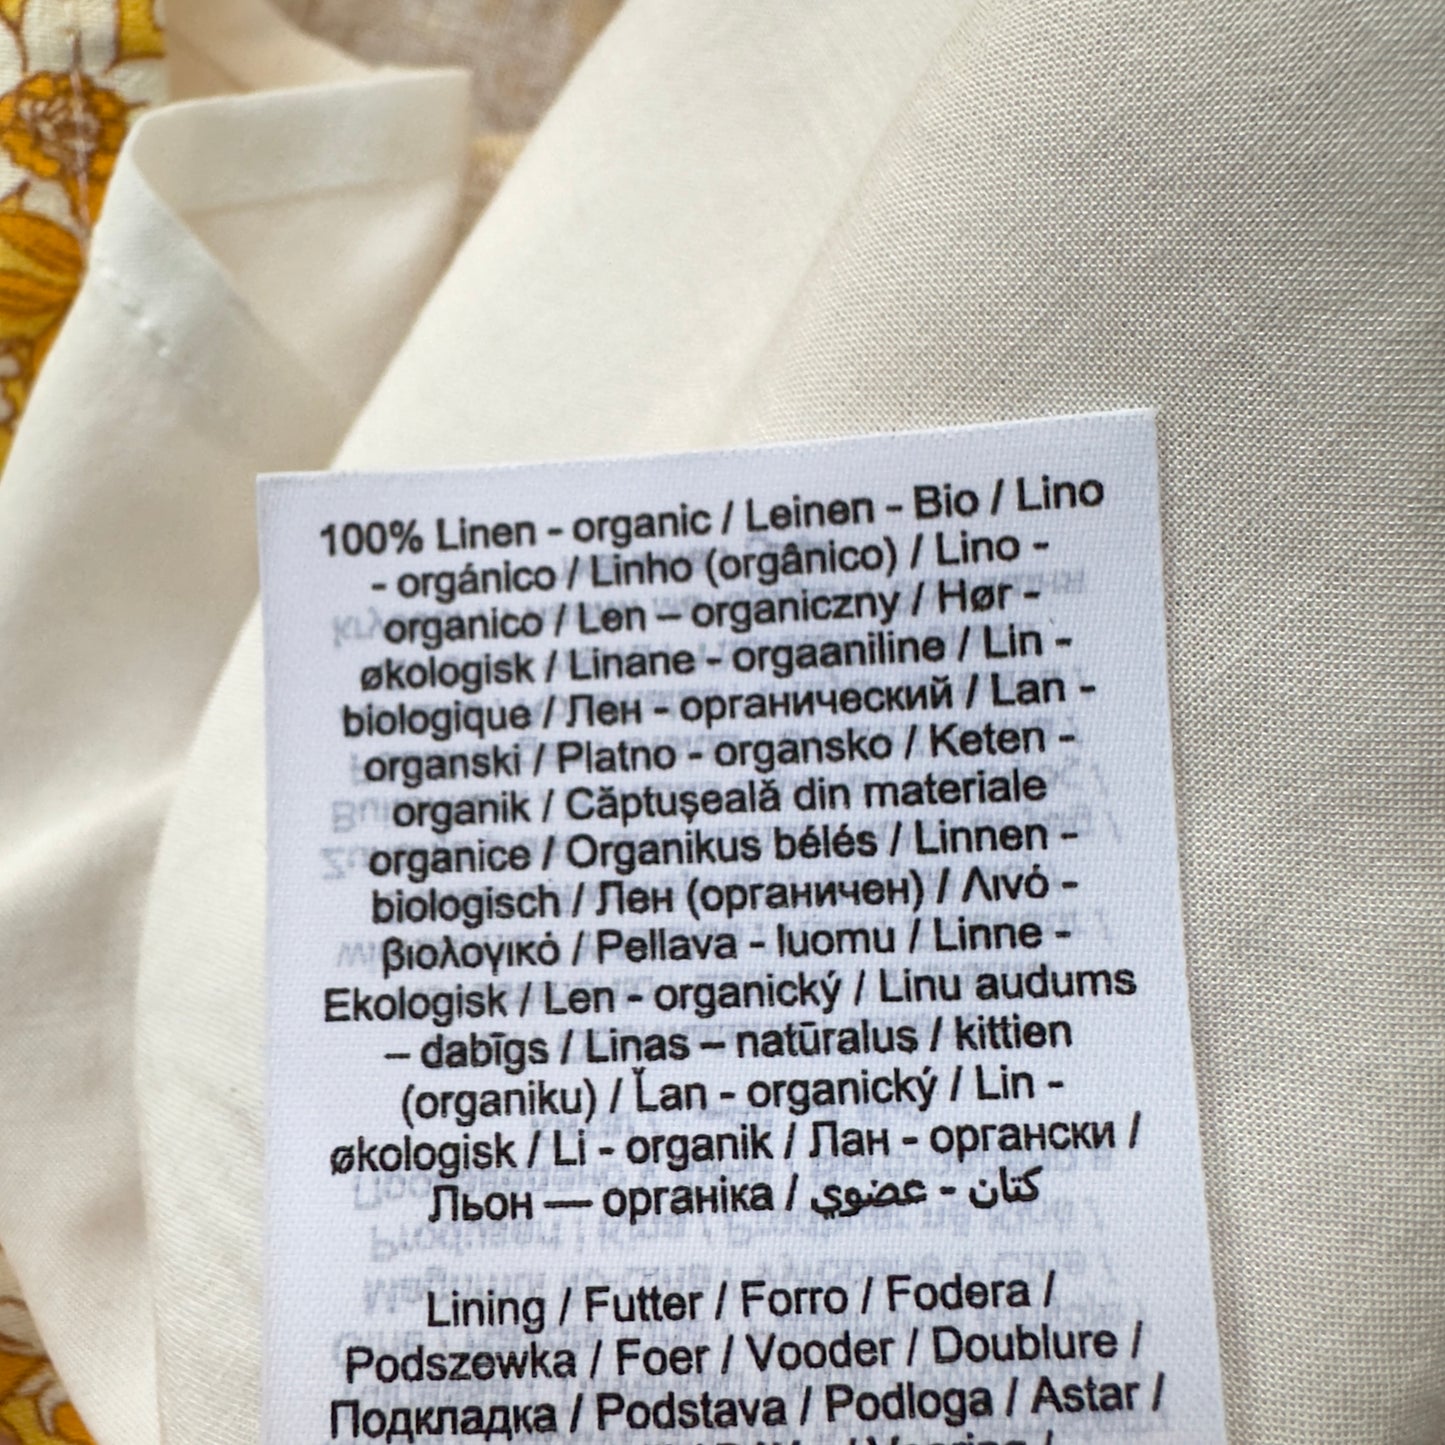 100% Linen - organic / Leinen - Bio / Lino
- orgánico / Linho (orgânico) / Lino -
organico / Len – organiczny / Hør -
økologisk / Linane - orgaaniline / Lin -
biologique / Лен - органический / Lan -
organski / Platno - organsko / Keten -
organik / Căptușeală din materiale
organice / Organikus bélés / Linnen -
biologisch / Лен (органичен) / Λινό -
βιολογικό / Pellava - luomu / Linne -
Ekologisk / Len - organický / Linu audums
– dabīgs / Linas – natūralus / kittien
(organiku) / Ľan - organický / Lin -
økologisk / Li - organik / Лан - органски /
Льон — органіка / كتان - عضوي
Lining / Futter / Forro / Fodera /
Podszewka / Foer / Vooder / Doublure /
Подкладка / Podstava / Podloga / Astar /